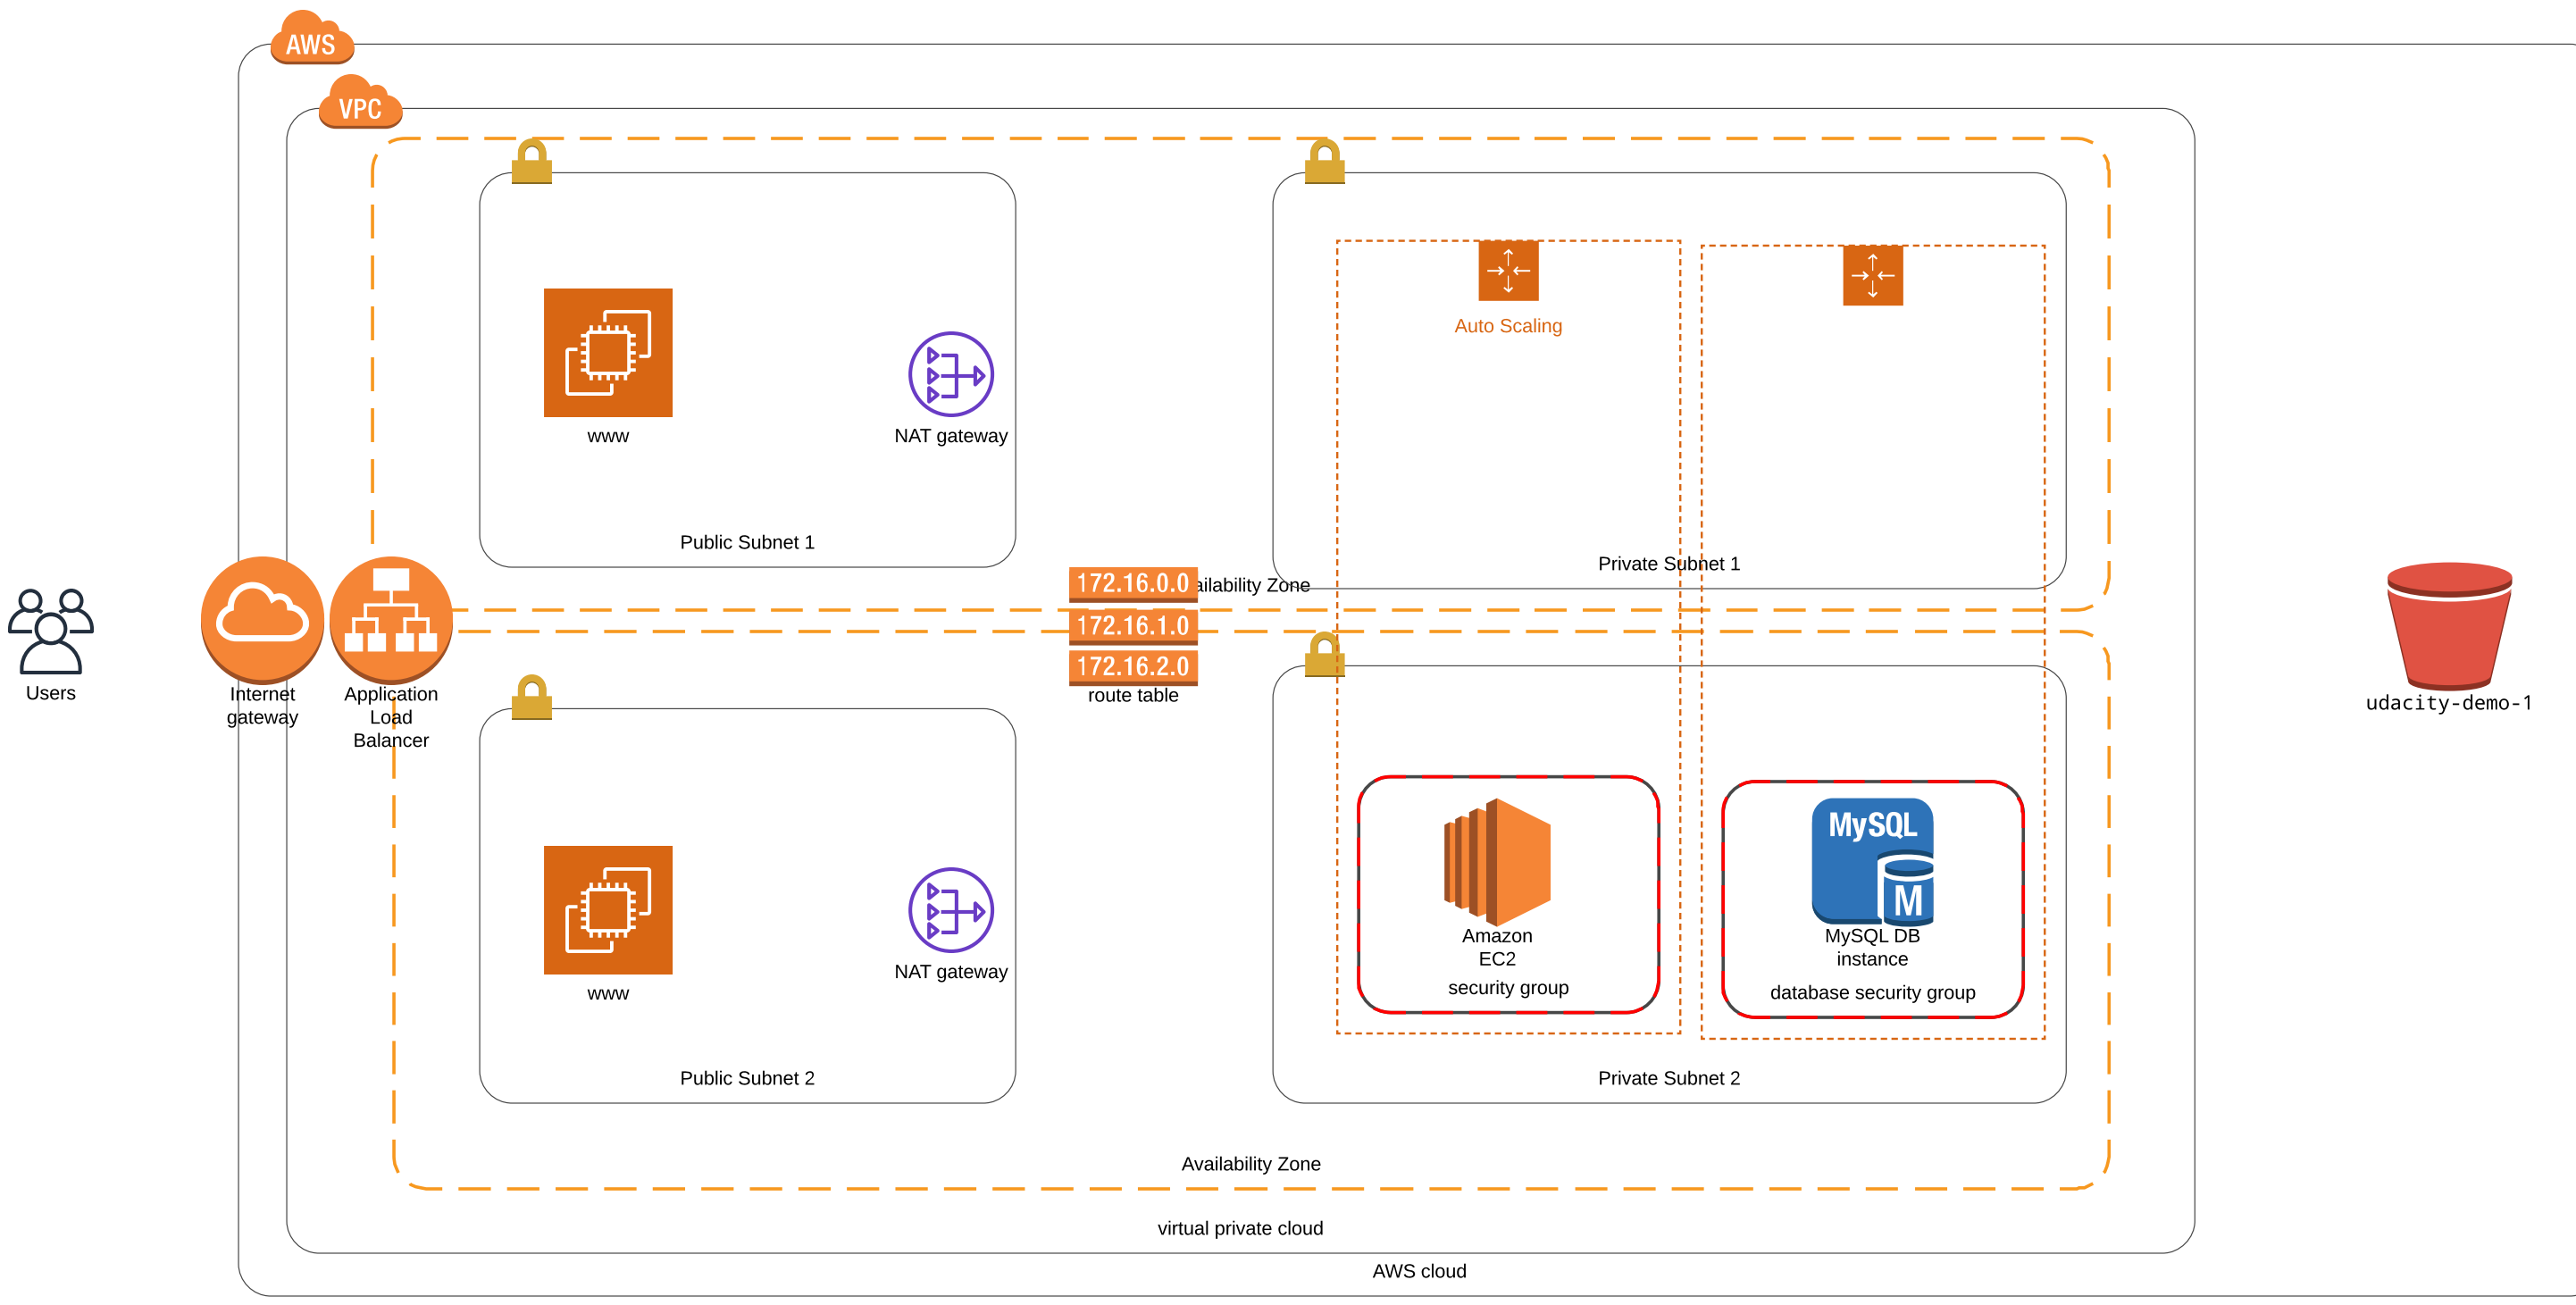 AWS
VPC
Auto Scaling
www
NAT gateway
Public Subnet 1
Private Subnet 1
172.16.0.0
ailability Zone
172.16.1.0
172.16.2.0
route table
Users
Internet
gateway
Application
Load
Balancer
udacity-demo-1
MySQL
M
Amazon
EC2
security group
MySQL DB
instance
database security group
www
NAT gateway
Public Subnet 2
Private Subnet 2
Availability Zone
virtual private cloud
AWS cloud